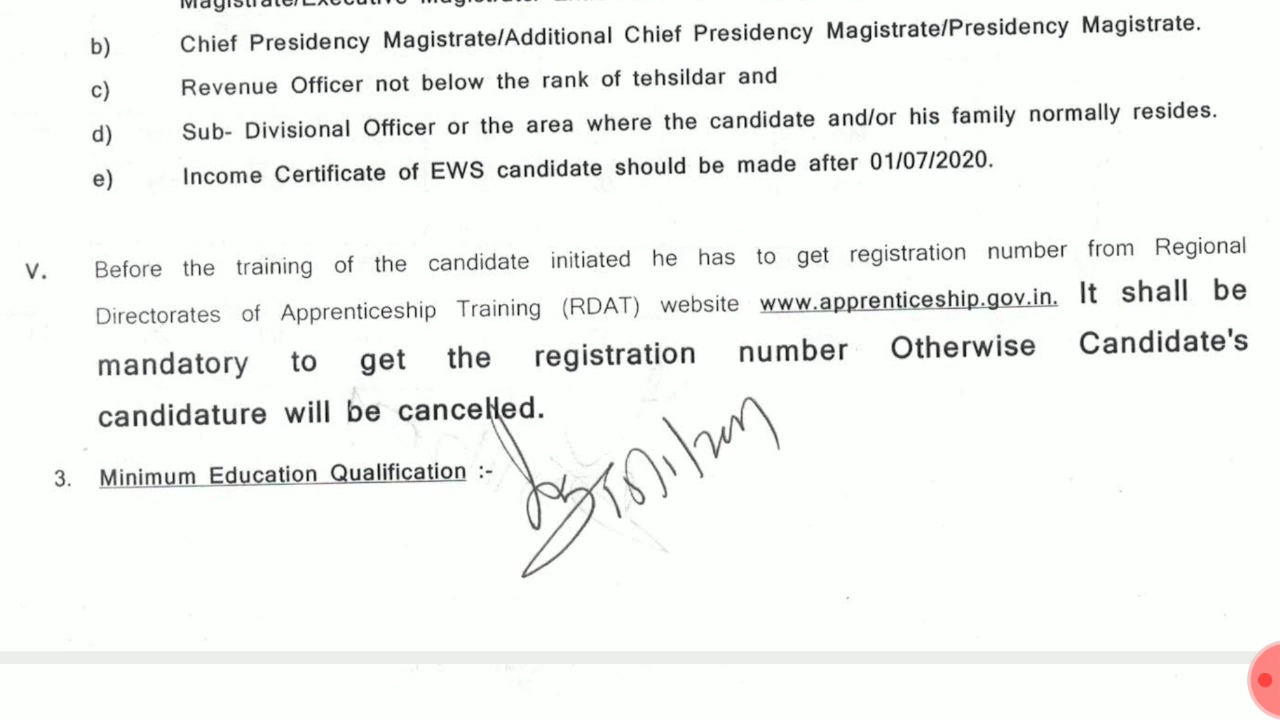 b) Chief Presidency Magistrate/Additional Chief Presidency Magistrate/Presidency Magistrate.
c) Revenue Officer not below the rank of tehsildar and
d) Sub- Divisional Officer or the area where the candidate and/or his family normally resides.
e) Income Certificate of EWS candidate should be made after 01/07/2020.
V. Before the training of the candidate initiated he has to get registration number from Regional
Directorates of Apprenticeship Training (RDAT) website www.apprenticeship.gov.in. It shall be
mandatory to get the registration number Otherwise Candidate's
candidature will be cancelled.
3. Minimum Education Qualification :-